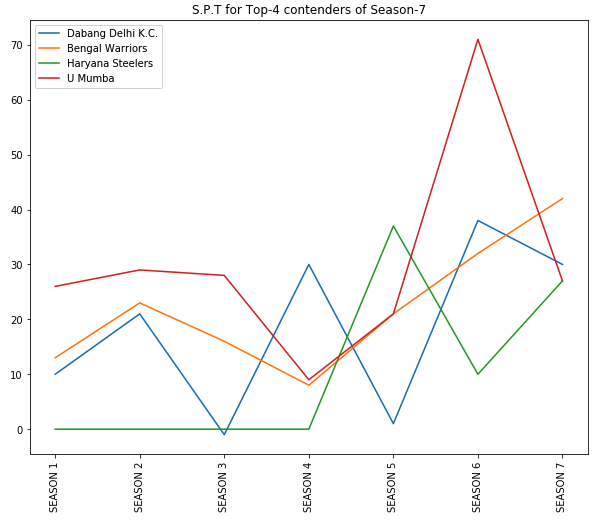 S.P.T for Top-4 contenders of Season-7
Dabang Delhi K.C.
Bengal Warriors
Haryana Steelers
U Mumba
70
60
50
40
30
20
10
0
SEASON 1
SEASON 2
SEASON 3
SEASON 4
SEASON 5
SEASON 6
SEASON 7